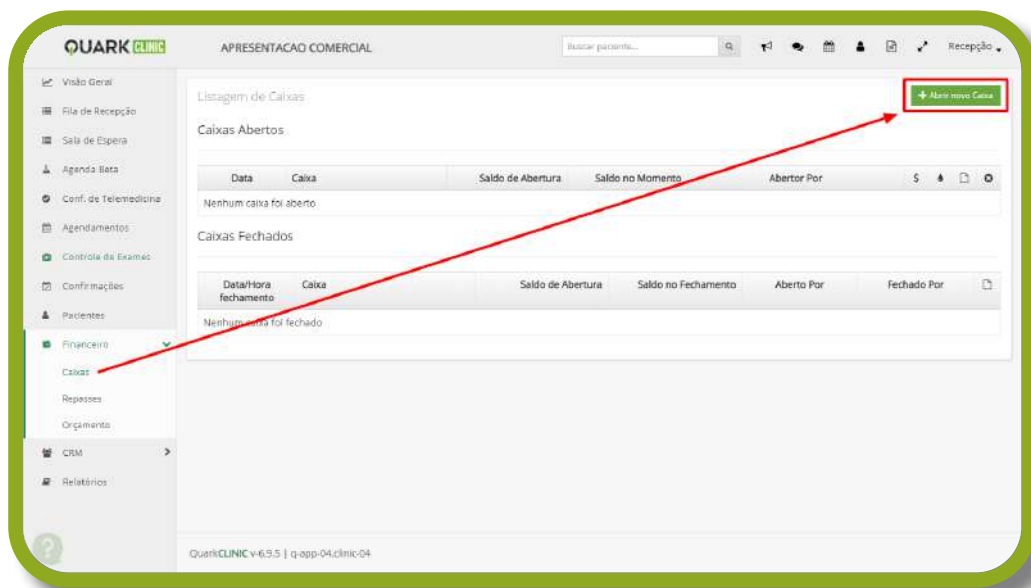 QUARK CLINIC
APRESENTACAO COMERCIAL
Buscar paciente...
Recepção
Visão Geral
Fila de Recepção
Sala de Espera
Agenda Beta
Conf. de Telemedicina
Agendamentos
Controle de Exames
Confirmações
Pacientes
Financeiro
Caixas
Repasses
Orçamento
CRM
Relatórios
Listagem de Caixas
+ Abrir novo Caixa
Caixas Abertos
Data Caixa Saldo de Abertura Saldo no Momento Abertor Por $
Nenhum caixa foi aberto
Caixas Fechados
Data/Hora fechamento Caixa Saldo de Abertura Saldo no Fechamento Aberto Por Fechado Por
Nenhum caixa foi fechado
QuarkCLINIC v-6.9.5 | q-app-04.clinic-04